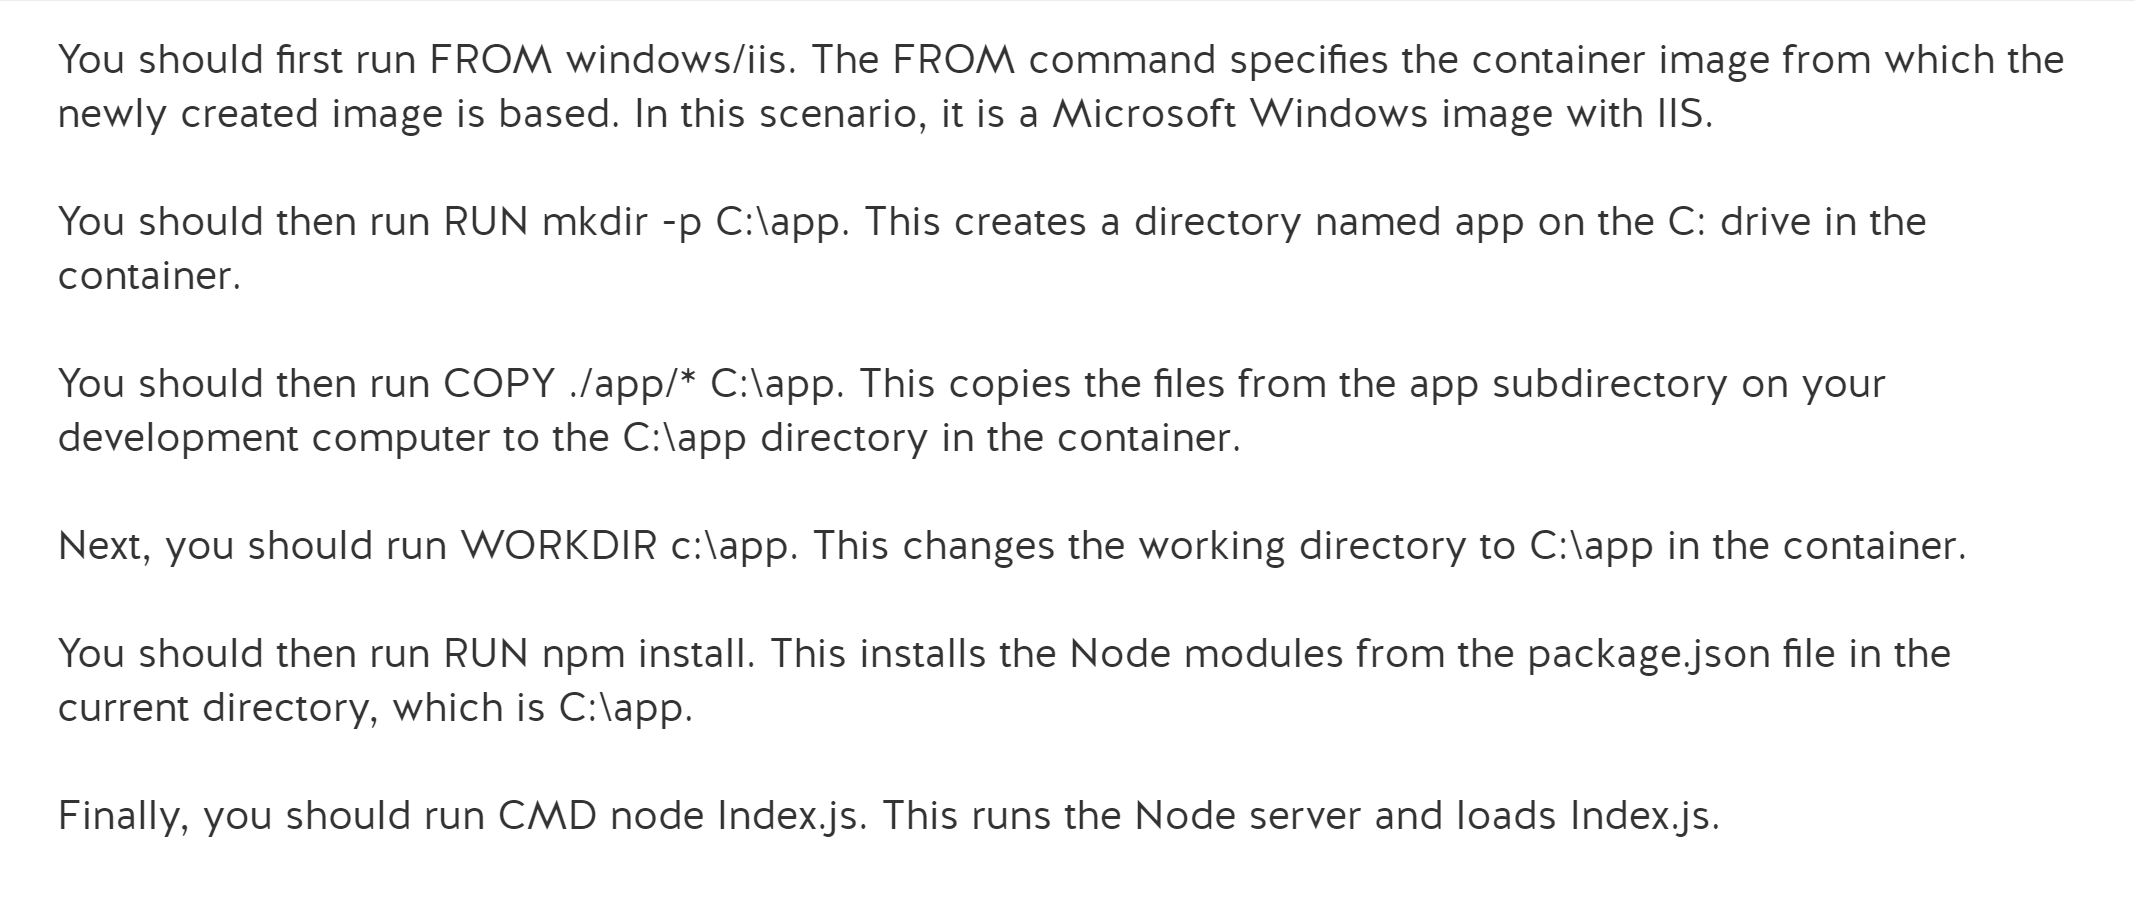 You should first run FROM windows/iis. The FROM command specifies the container image from which the
newly created image is based. In this scenario, it is a Microsoft Windows image with IIS.
You should then run RUN mkdir -p C:\app. This creates a directory named app on the C: drive in the
container.
You should then run COPY ./app/* C:\app. This copies the files from the app subdirectory on your
development computer to the C:\app directory in the container.
Next, you should run WORKDIR c:\app. This changes the working directory to C:\app in the container.
You should then run RUN npm install. This installs the Node modules from the package.json file in the
current directory, which is C:\app.
Finally, you should run CMD node Index.js. This runs the Node server and loads Index.js.